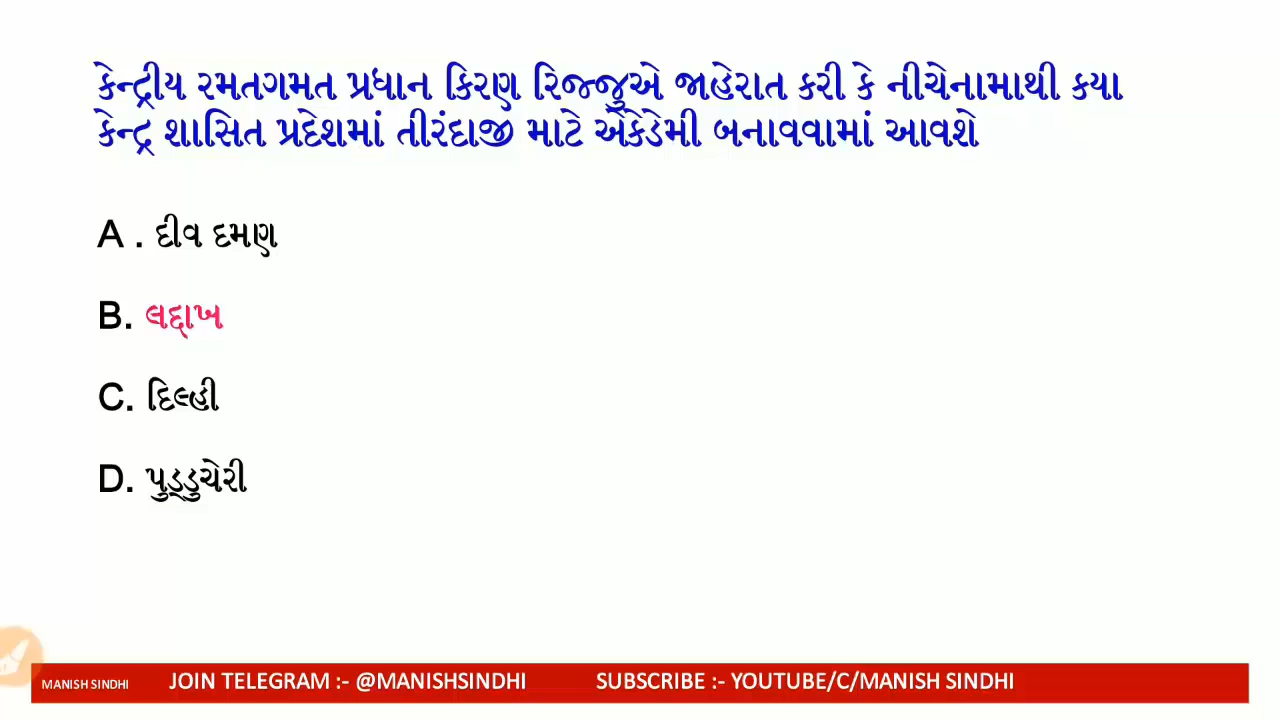 કેન્દ્રીય રમતગમત પ્રધાન કિરણ રિજ્જુએ જાહેરાત કરી કે નીચેનામાથી કયા
કેન્દ્ર શાસિત પ્રદેશમાં તીરંદાજી માટે એકેડેમી બનાવવામાં આવશે
A . દીવ દમણ
B. લદ્દાખ
C. દિલ્હી
D. પુડ્ડુચેરી
MANISH SINDHI JOIN TELEGRAM :- @MANISHSINDHI SUBSCRIBE :- YOUTUBE/C/MANISH SINDHI